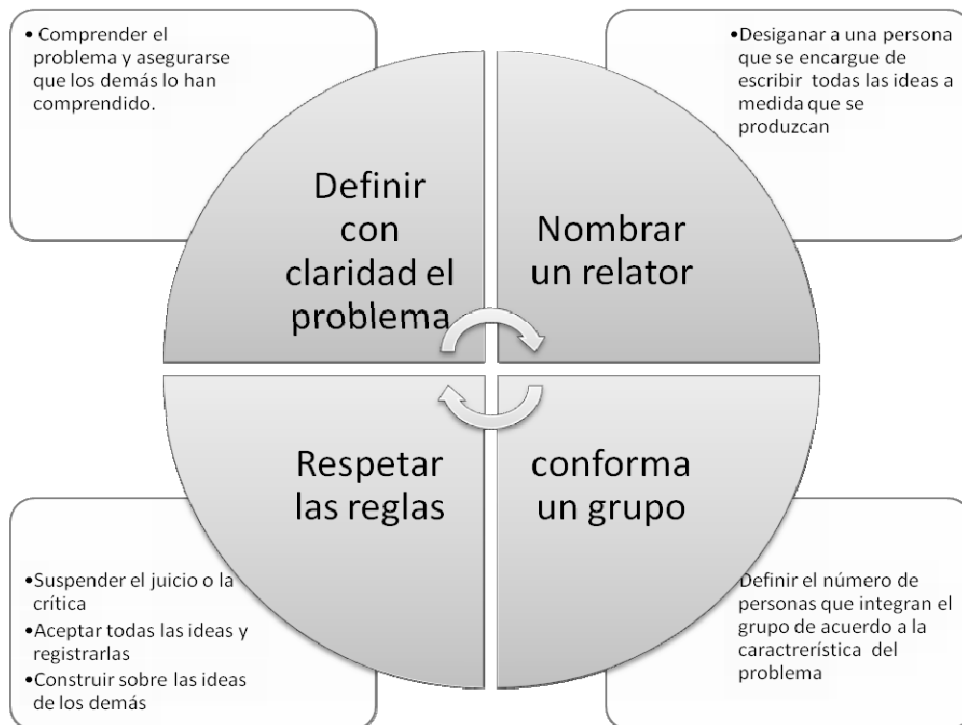 • Comprender el
problema y asegurarse
que los demás lo han
comprendido.
•Desiganar a una persona
que se encargue de
escribir todas las ideas a
medida que se
produzcan
Definir
con
claridad el
problema
Nombrar
un relator
Respetar
las reglas
conforma
un grupo
•Suspender el juicio o la
crítica
•Aceptar todas las ideas y
registrarlas
•Construir sobre las ideas
de los demás
Definir el número de
personas que integran el
grupo de acuerdo a la
caractrerística del
problema